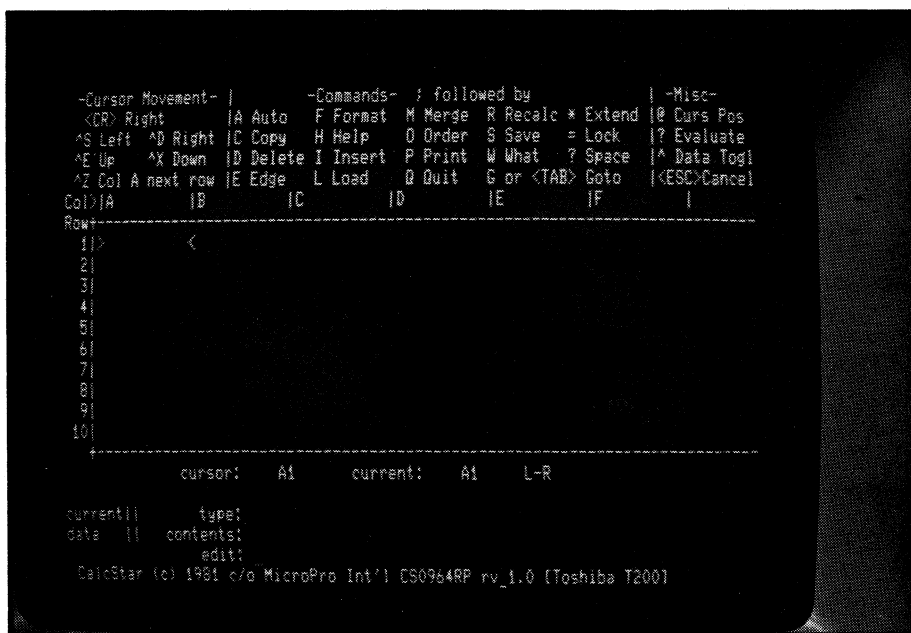 -Cursor Movement- | -Commands- ; followed by | -Misc-
<CR> Right |A Auto F Format M Merge R Recalc * Extend |@ Curs Pos
^S Left ^D Right |C Copy H Help O Order S Save = Lock |? Evaluate
^E Up ^X Down |D Delete I Insert P Print W What ? Space |^ Data Togl
^Z Col A next row |E Edge L Load Q Quit G or <TAB> Goto |<ESC>Cancel
Col>|A |B |C |D |E |F |
Row+
1|> <
2|
3|
4|
5|
6|
7|
8|
9|
10|
cursor: A1 current: A1 L-R
current|| type:
data || contents:
edit:
CalcStar (c) 1981 c/o MicroPro Int'l CS0964RP rv_1.0 [Toshiba T200]